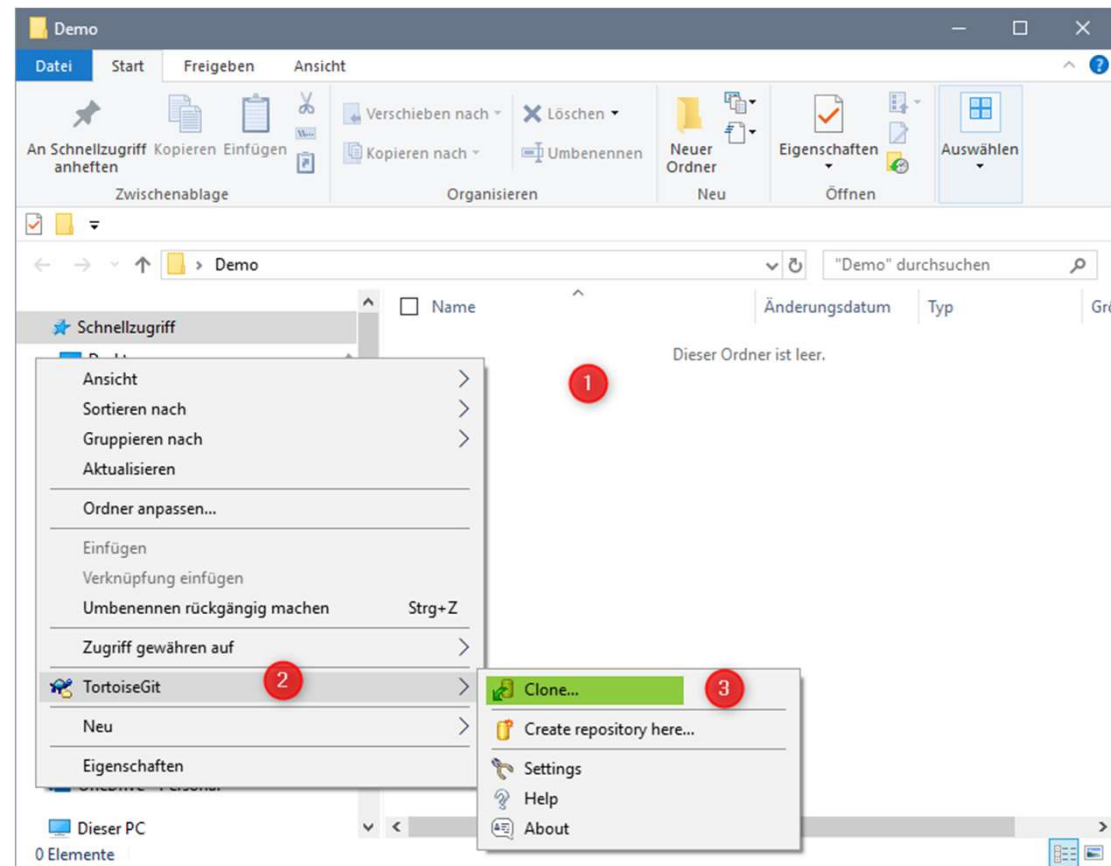 Demo
Datei Start Freigeben Ansicht
An Schnellzugriff anheften
Kopieren
Einfügen
Zwischenablage
Verschieben nach
Kopieren nach
Löschen
Umbenennen
Organisieren
Neuer Ordner
Neu
Eigenschaften
Öffnen
Auswählen
Demo
"Demo" durchsuchen
Name Änderungsdatum Typ
Schnellzugriff
Dieser Ordner ist leer.
1
Ansicht
Sortieren nach
Gruppieren nach
Aktualisieren
Ordner anpassen...
Einfügen
Verknüpfung einfügen
Umbenennen rückgängig machen Strg+Z
Zugriff gewähren auf
TortoiseGit 2
Neu
Eigenschaften
Clone... 3
Create repository here...
Settings
Help
About
Dieser PC
0 Elemente